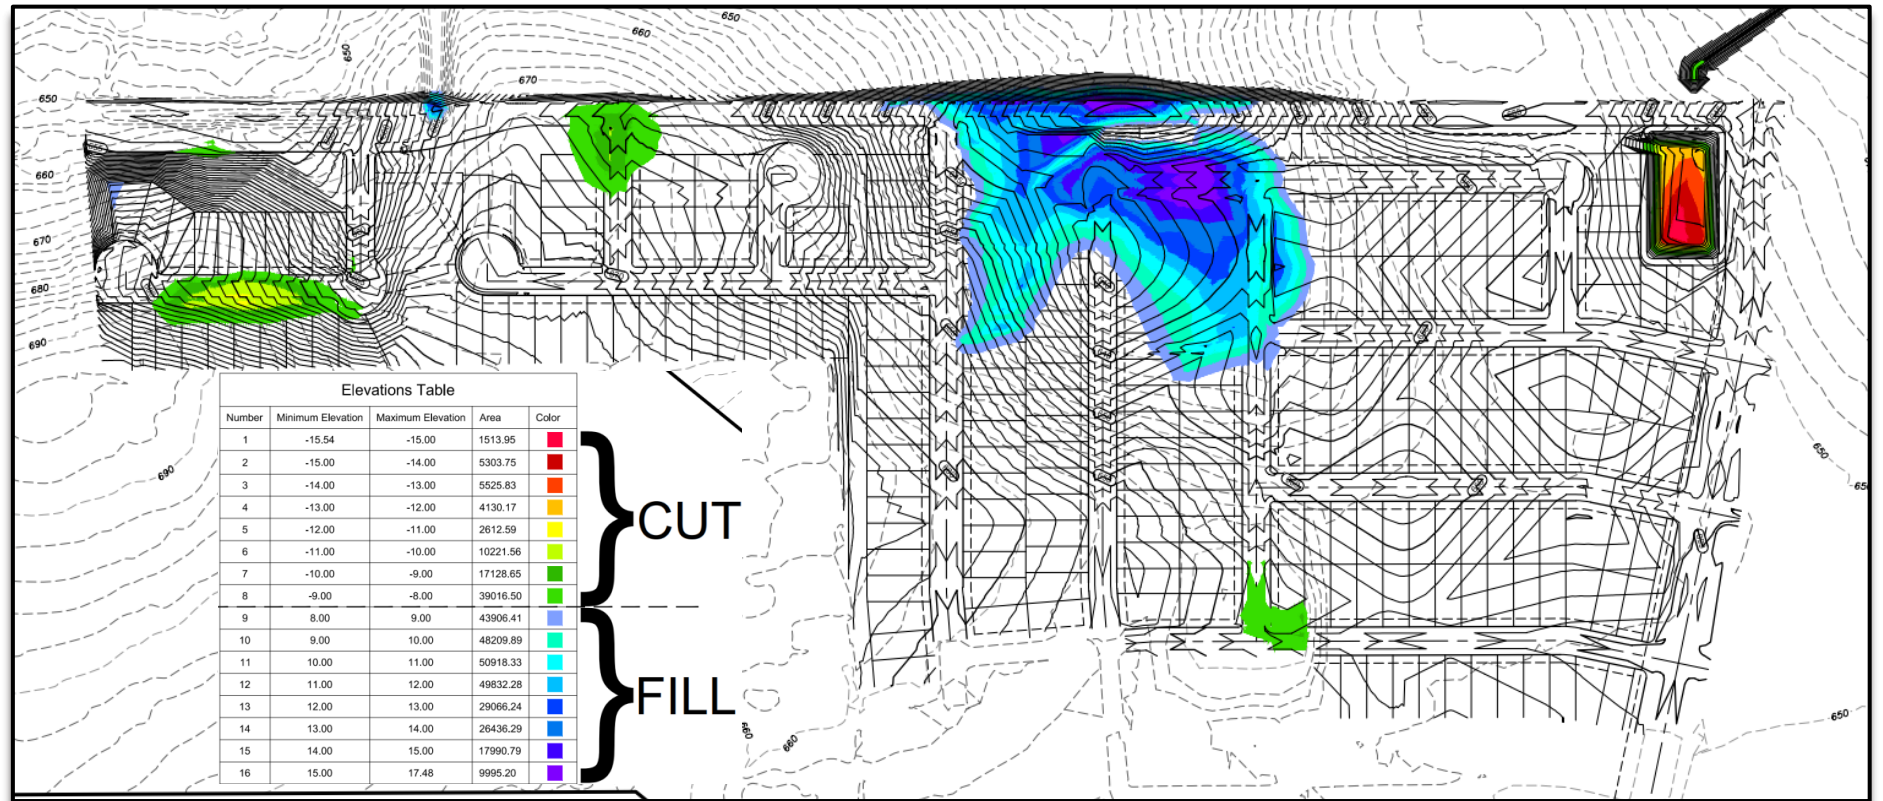 650
660
650
670
650
660
670
680
690
690
Elevations Table
Number Minimum Elevation Maximum Elevation Area Color
1 -15.54 -15.00 1513.95
2 -15.00 -14.00 5303.75
3 -14.00 -13.00 5525.83
4 -13.00 -12.00 4130.17
5 -12.00 -11.00 2612.59
6 -11.00 -10.00 10221.56
7 -10.00 -9.00 17128.65
8 -9.00 -8.00 39016.50
9 8.00 9.00 43906.41
10 9.00 10.00 48209.89
11 10.00 11.00 50918.33
12 11.00 12.00 49832.28
13 12.00 13.00 29066.24
14 13.00 14.00 26436.29
15 14.00 15.00 17990.79
16 15.00 17.48 9995.20
CUT
FILL
650
65
660
660
650